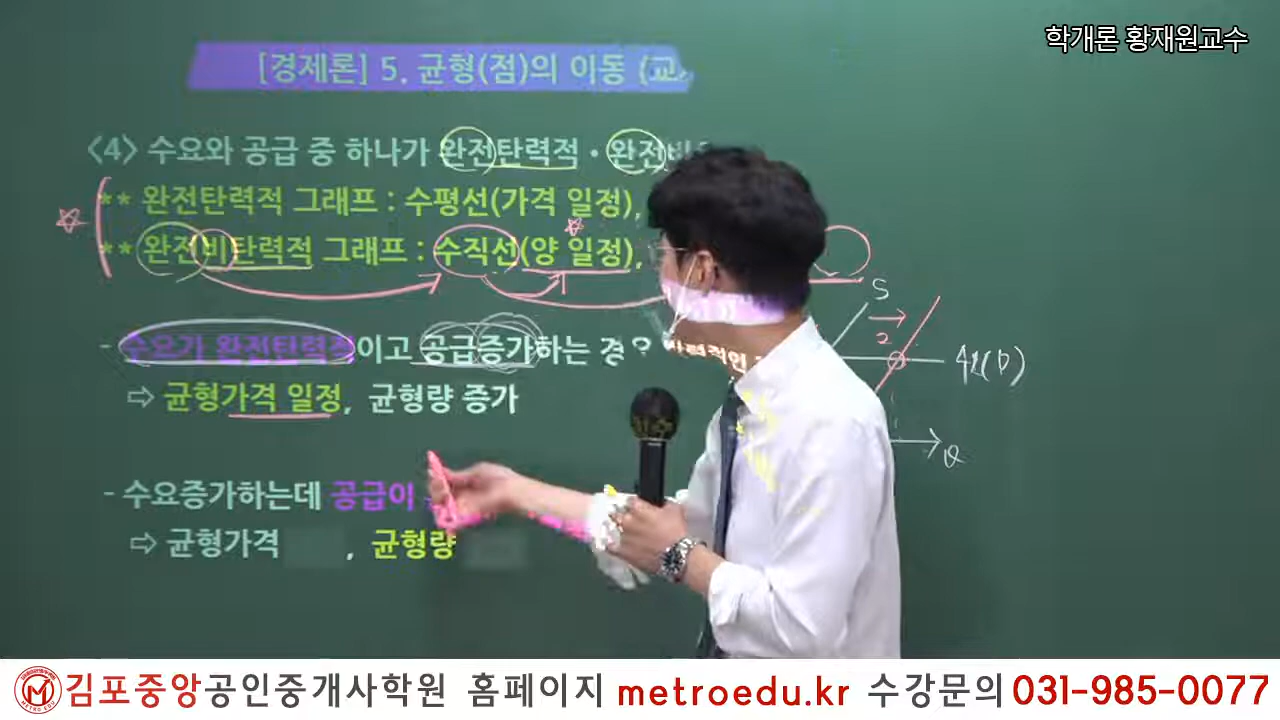 학개론 황재원교수
[경제론] 5. 균형(점)의 이동 (교
〈4〉 수요와 공급 중 하나가 완전탄력적·완전비
** 완전탄력적 그래프 : 수평선(가격 일정),
** 완전비탄력적 그래프 : 수직선(양 일정),
S
2
- 수요가 완전탄력적이고 공급증가하는 경우
⇨ 균형가격 일정, 균형량 증가
- 수요증가하는데 공급이
⇨ 균형가격 , 균형량
김포중앙공인중개사학원 홈페이지 metroedu.kr 수강문의 031-985-0077
METRO EDU